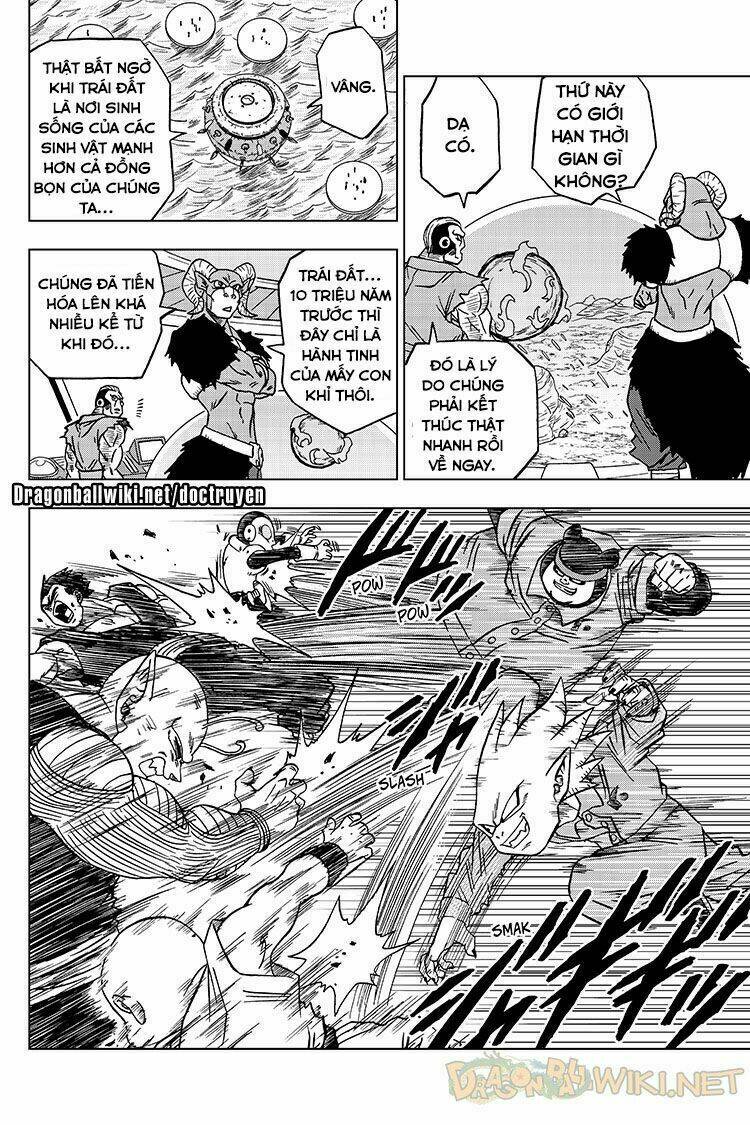 THỨ NÀY
CÓ GIỚI
HẠN THỜI
GIAN GÌ
KHÔNG?
DẠ
CÓ.
ĐÓ LÀ LÝ
DO CHÚNG
PHẢI KẾT
THÚC THẬT
NHANH RỒI
VỀ NGAY.
VÂNG.
THẬT BẤT NGỜ
KHI TRÁI ĐẤT
LÀ NƠI SINH
SỐNG CỦA CÁC
SINH VẬT MẠNH
HƠN CẢ ĐỒNG
BỌN CỦA CHÚNG
TA...
TRÁI ĐẤT...
10 TRIỆU NĂM
TRƯỚC THÌ
ĐÂY CHỈ LÀ
HÀNH TINH
CỦA MẤY CON
KHỈ THÔI.
CHÚNG ĐÃ TIẾN
HÓA LÊN KHÁ
NHIỀU KỂ TỪ
KHI ĐÓ...
Dragonballwiki.net/doctruyen
POW
POW
SLASH
SMAK
DRAGON BALL WIKI.NET